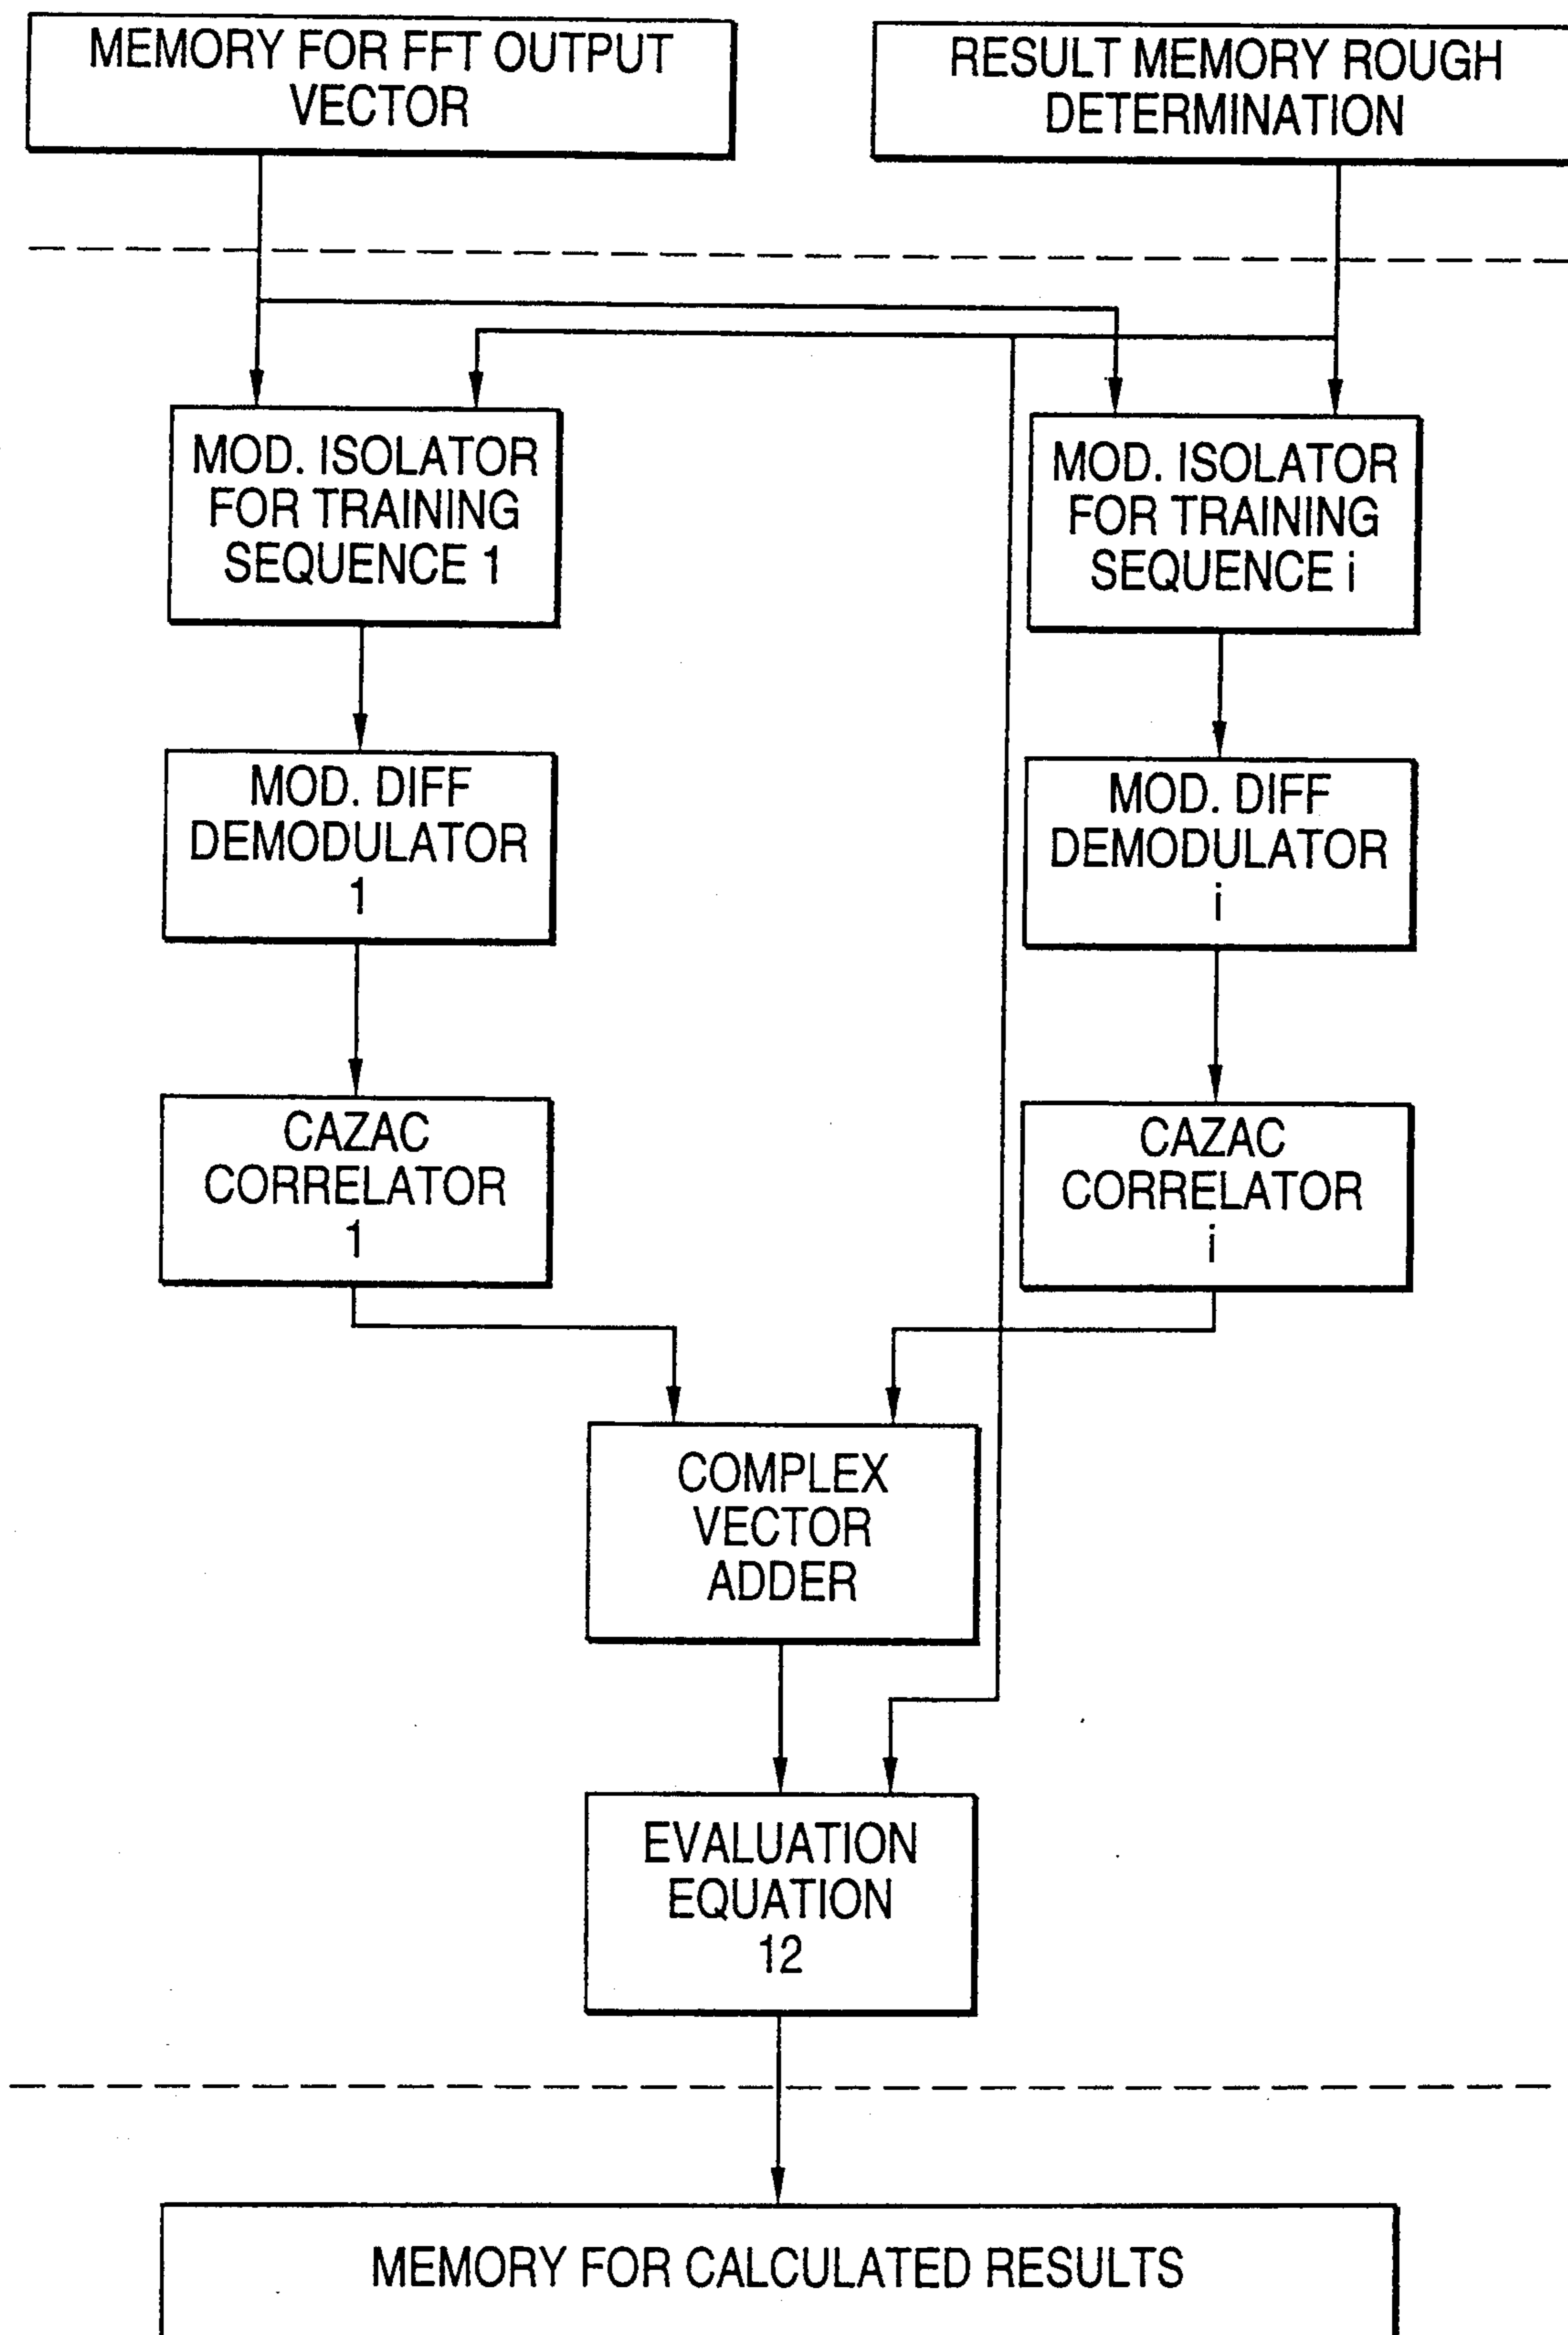 MEMORY FOR FFT OUTPUT
VECTOR
RESULT MEMORY ROUGH
DETERMINATION
MOD. ISOLATOR
FOR TRAINING
SEQUENCE 1
MOD. ISOLATOR
FOR TRAINING
SEQUENCE i
MOD. DIFF
DEMODULATOR
1
MOD. DIFF
DEMODULATOR
i
CAZAC
CORRELATOR
1
CAZAC
CORRELATOR
i
COMPLEX
VECTOR
ADDER
EVALUATION
EQUATION
12
MEMORY FOR CALCULATED RESULTS